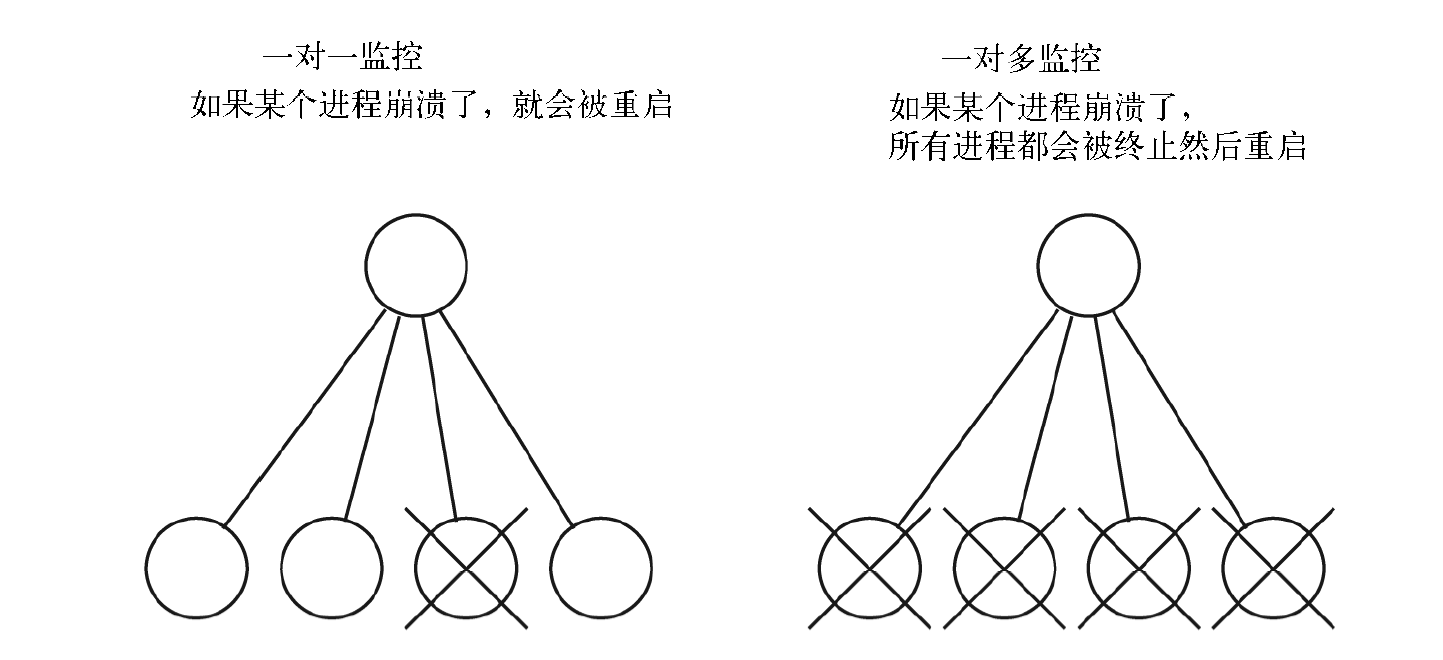 一对一监控
如果某个进程崩溃了，就会被重启
一对多监控
如果某个进程崩溃了，
所有进程都会被终止然后重启